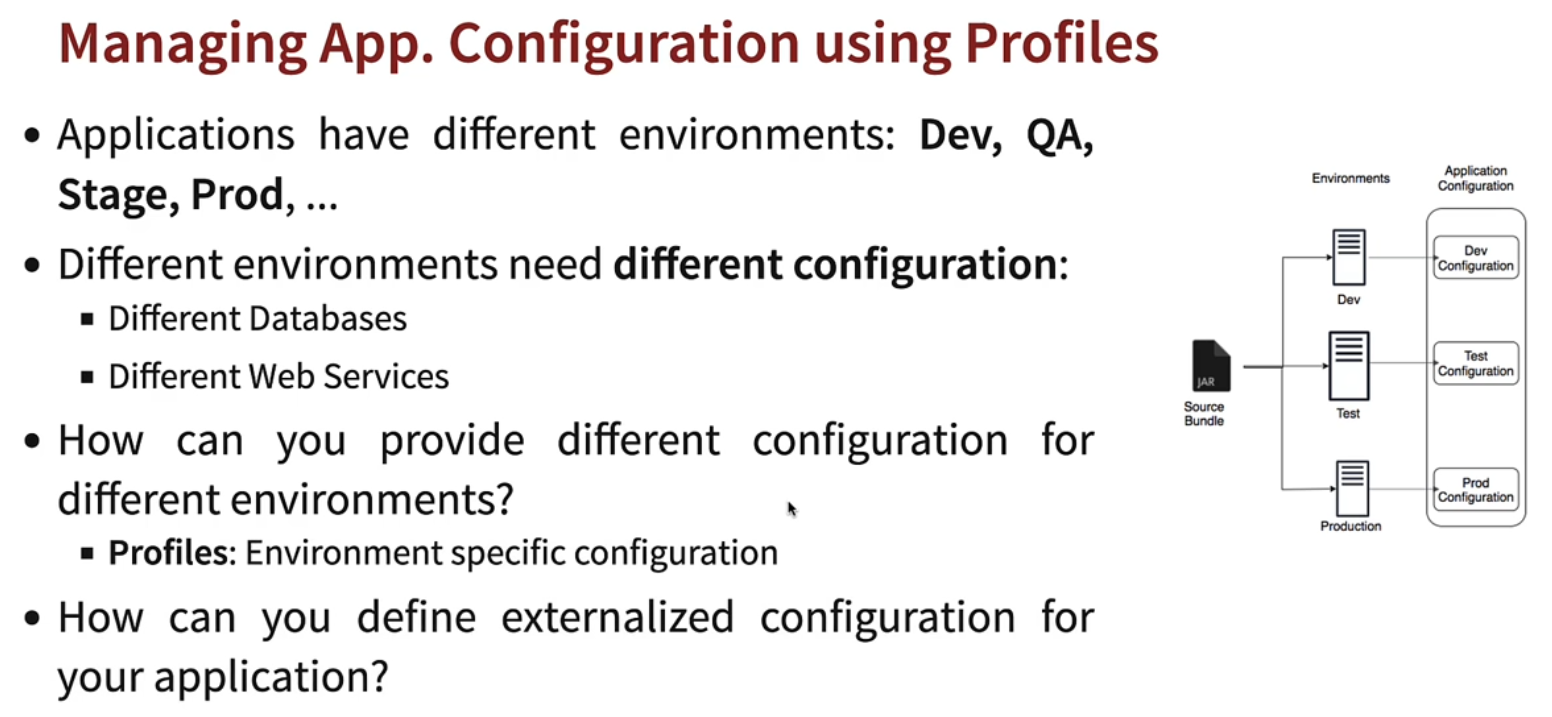 Managing App. Configuration using Profiles
• Applications have different environments: Dev, QA,
Stage, Prod, ...
• Different environments need different configuration:
▪ Different Databases
▪ Different Web Services
• How can you provide different configuration for
different environments?
▪ Profiles: Environment specific configuration
• How can you define externalized configuration for
your application?
Environments
Application
Configuration
Dev
Configuration
Dev
JAR
Source
Bundle
Test
Configuration
Test
Prod
Configuration
Production